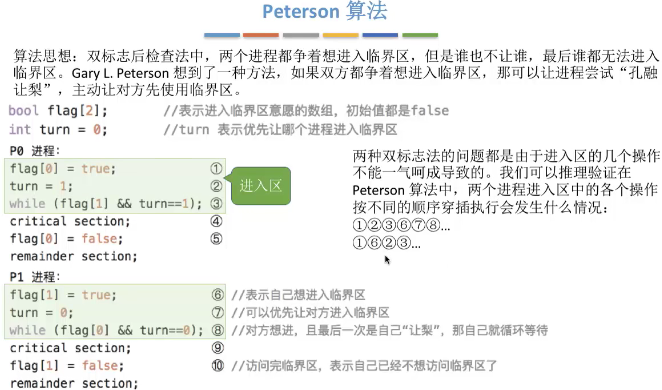 Peterson 算法
算法思想：双标志后检查法中，两个进程都争着想进入临界区，但是谁也不让谁，最后谁都无法进入
临界区。Gary L. Peterson 想到了一种方法，如果双方都争着想进入临界区，那可以让进程尝试“孔融
让梨”，主动让对方先使用临界区。
bool flag[2]; //表示进入临界区意愿的数组，初始值都是false
int turn = 0; //turn 表示优先让哪个进程进入临界区
P0 进程：
flag[0] = true; ①
turn = 1; ②
while (flag[1] && turn==1); ③
critical section; ④
flag[0] = false; ⑤
remainder section;
进入区
两种双标志法的问题都是由于进入区的几个操作
不能一气呵成导致的。我们可以推理验证在
Peterson 算法中，两个进程进入区中的各个操作
按不同的顺序穿插执行会发生什么情况：
①②③⑥⑦⑧...
①⑥②③...
P1 进程：
flag[1] = true; ⑥ //表示自己想进入临界区
turn = 0; ⑦ //可以优先让对方进入临界区
while (flag[0] && turn==0); ⑧ //对方想进，且最后一次是自己“让梨”，那自己就循环等待
critical section; ⑨
flag[1] = false; ⑩ //访问完临界区，表示自己已经不想访问临界区了
remainder section;